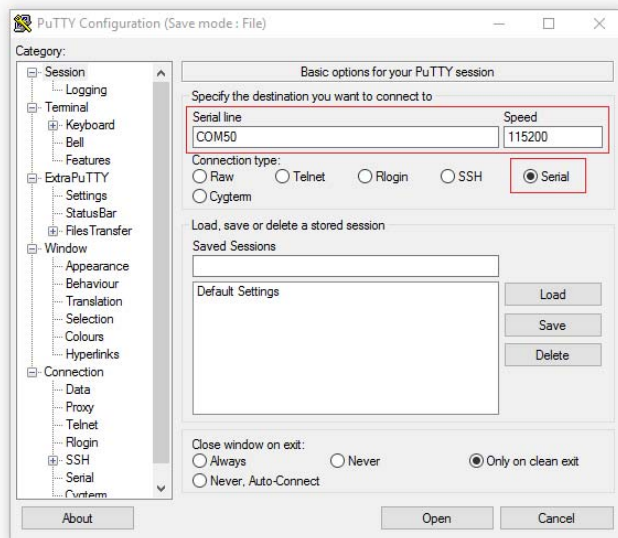 PuTTY Configuration (Save mode : File)
Category:
Session
Logging
Terminal
Keyboard
Bell
Features
ExtraPuTTY
Settings
StatusBar
FilesTransfer
Window
Appearance
Behaviour
Translation
Selection
Colours
Hyperlinks
Connection
Data
Proxy
Telnet
Rlogin
SSH
Serial
Cygterm
About
Basic options for your PuTTY session
Specify the destination you want to connect to
Serial line Speed
COM50 115200
Connection type:
Raw Telnet Rlogin SSH Serial
Cygterm
Load, save or delete a stored session
Saved Sessions
Default Settings
Load
Save
Delete
Close window on exit:
Always Never Only on clean exit
Never, Auto-Connect
Open Cancel